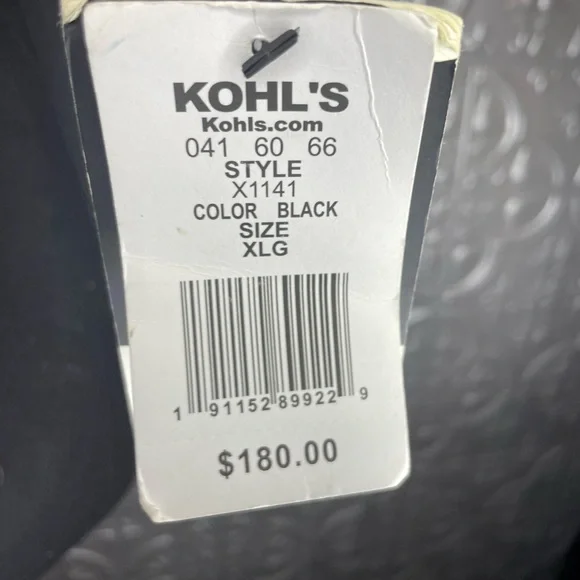 KOHL'S
Kohls.com
041 60 66
STYLE
X1141
COLOR BLACK
SIZE
XLG
1 91152 89922 9
$180.00